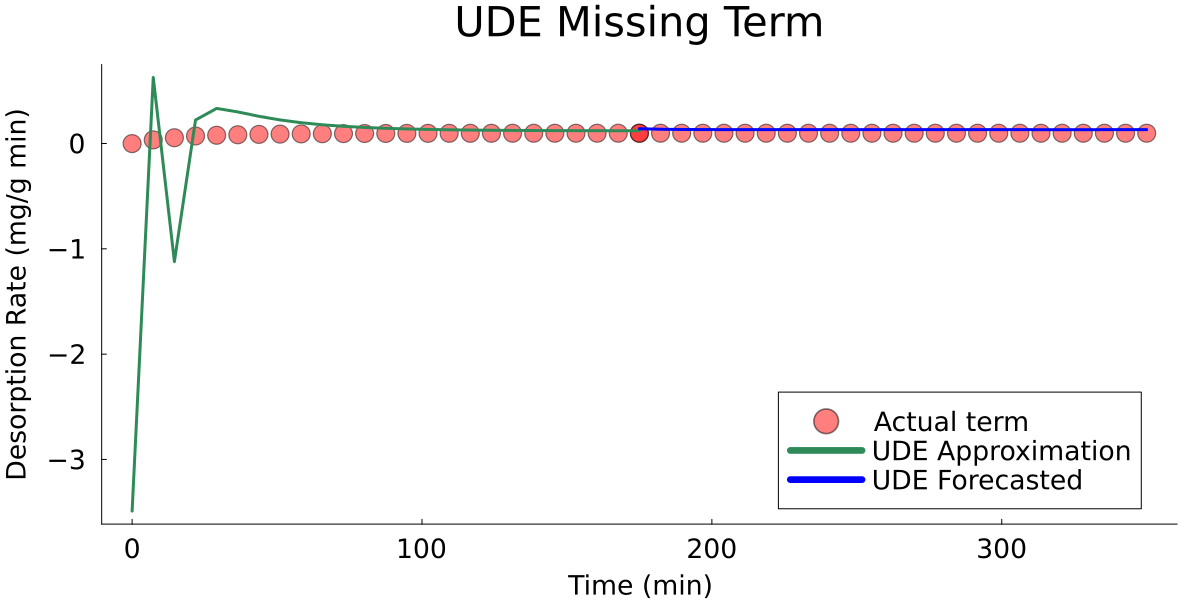 UDE Missing Term
Desorption Rate (mg/g min)
0
−1
−2
−3
Actual term
UDE Approximation
UDE Forecasted
0 100 200 300
Time (min)